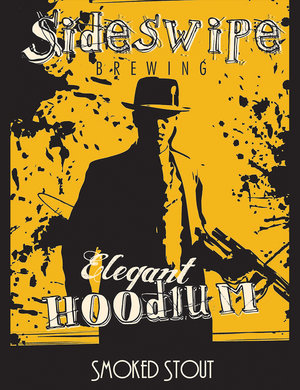 Sideswipe
BREWING
Elegant
HOODlUM
SMOKED STOUT